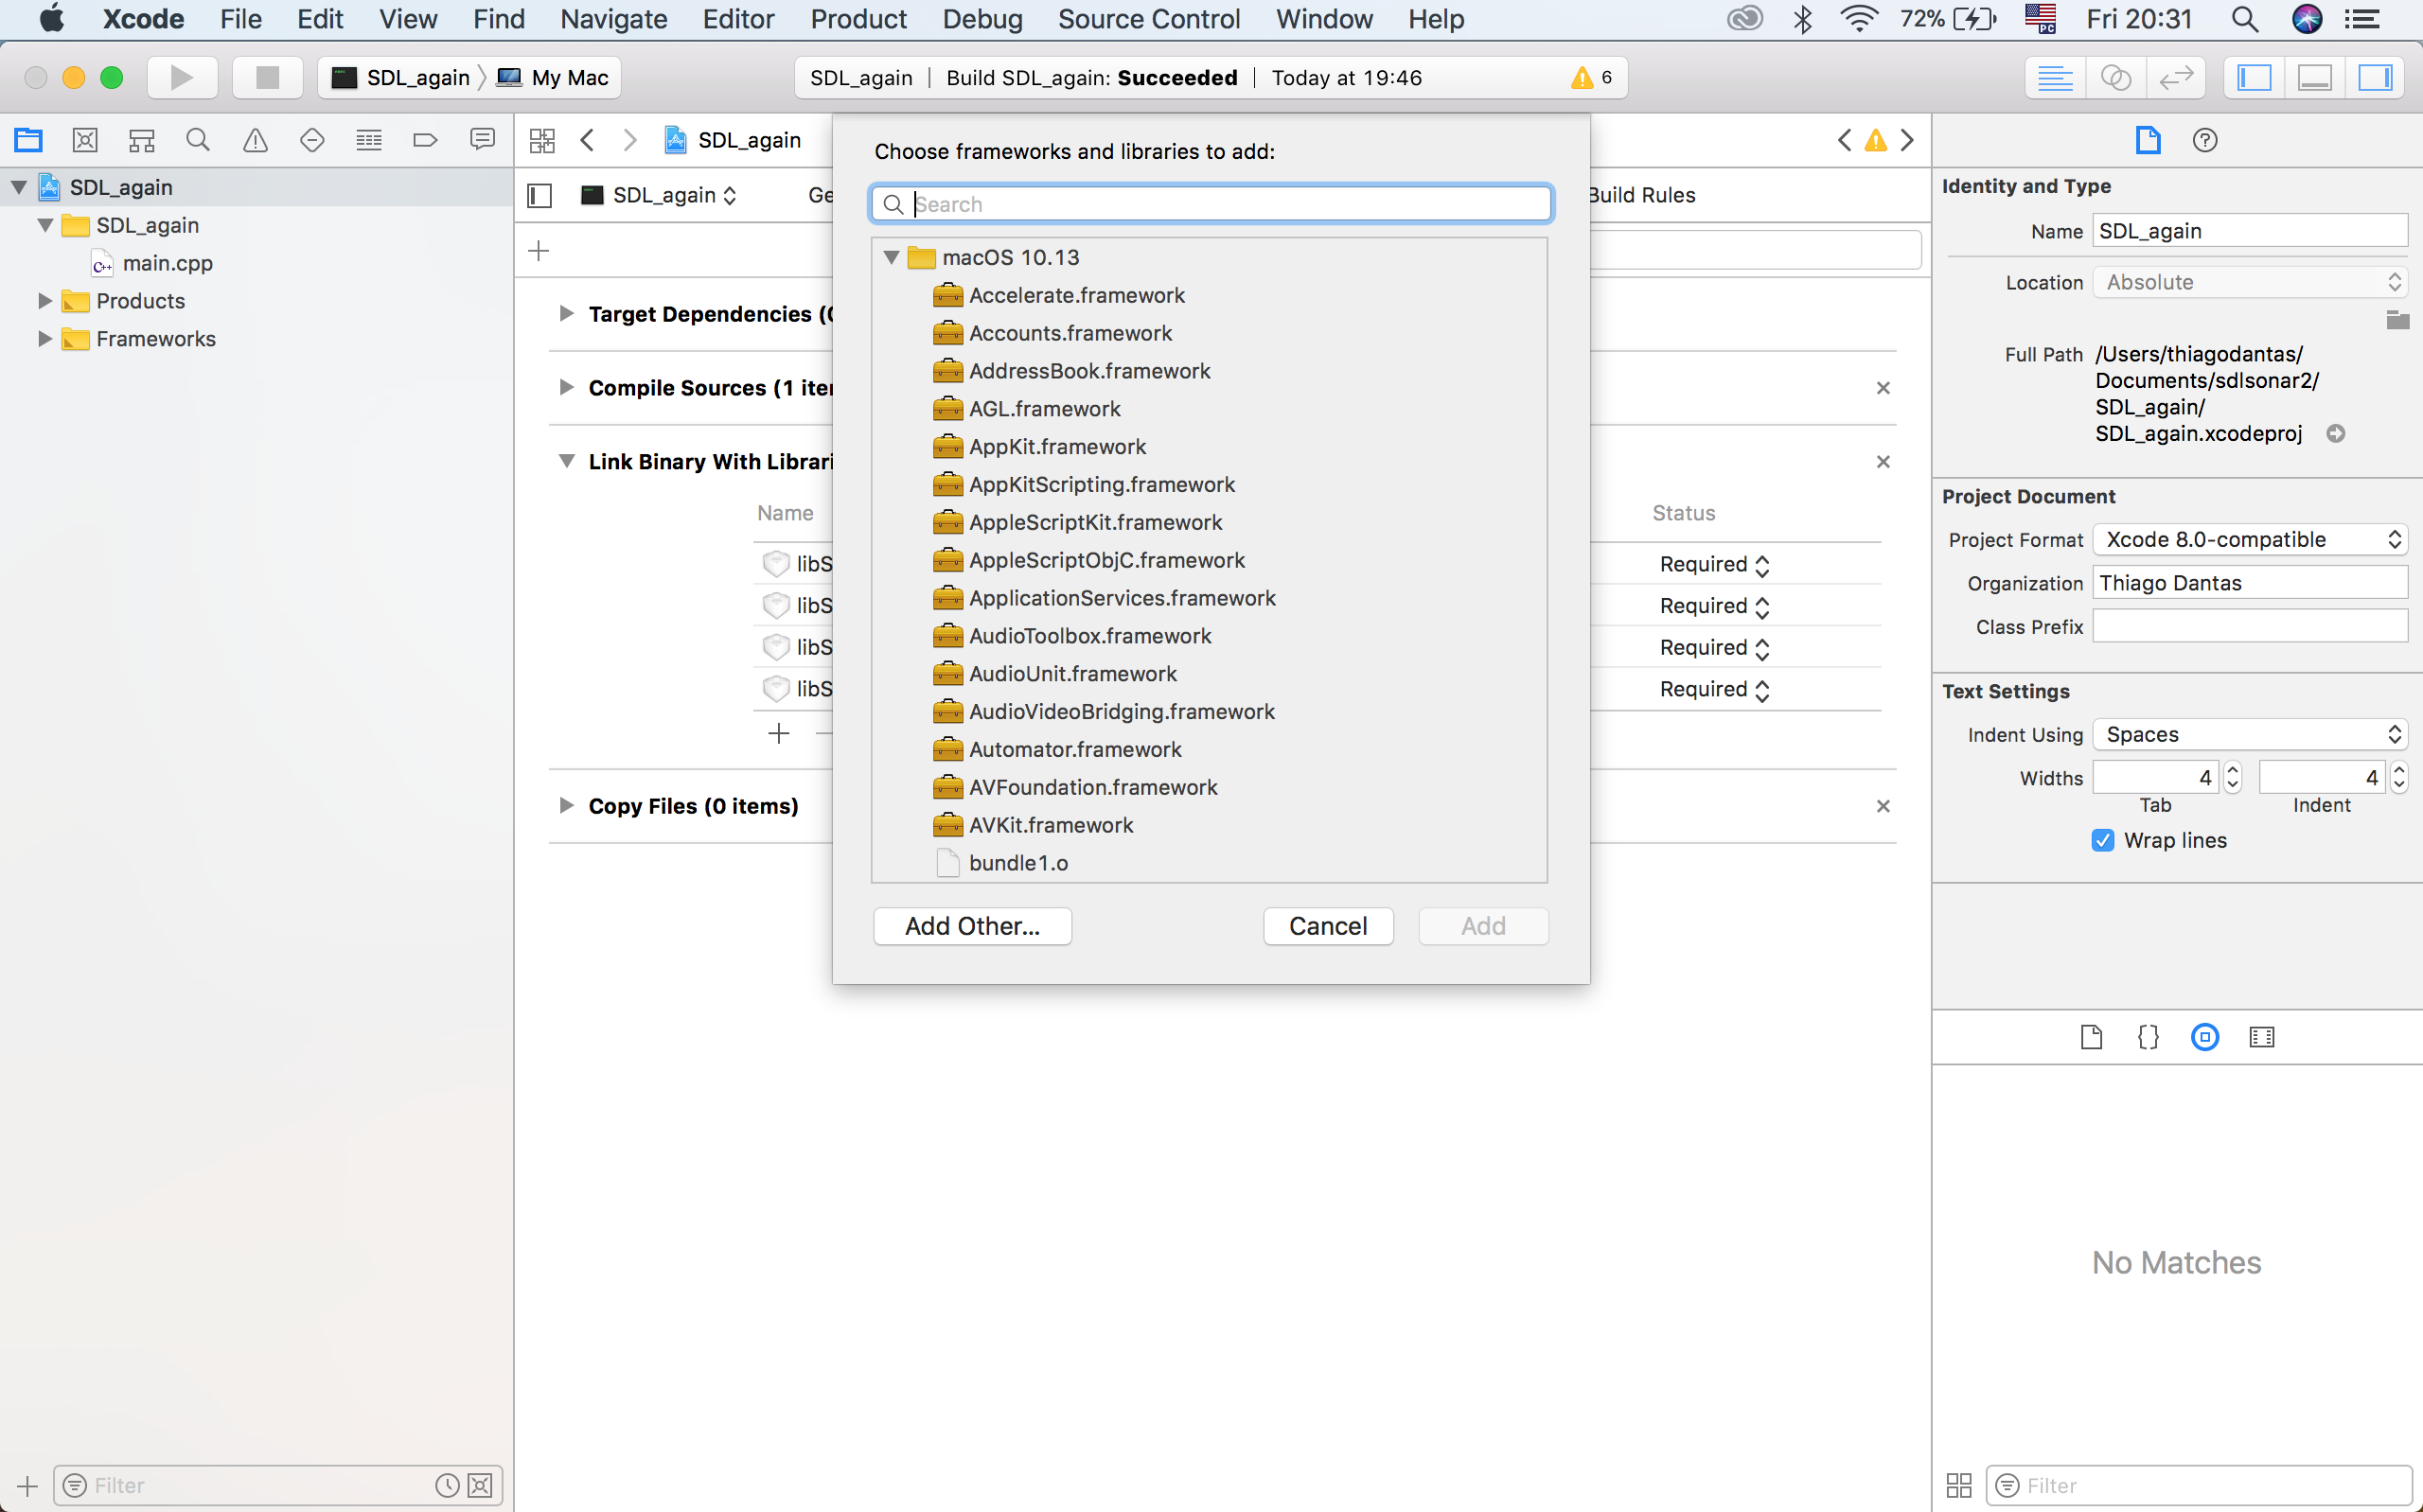 Xcode File Edit View Find Navigate Editor Product Debug Source Control Window Help 72% PC Fri 20:31
SDL_again My Mac SDL_again | Build SDL_again: Succeeded | Today at 19:46 6
SDL_again
SDL_again
SDL_again
main.cpp
Products
Frameworks
Filter
SDL_again Ge Build Rules
Target Dependencies (
Compile Sources (1 iter
Link Binary With Librari
Name Status
libS Required
libS Required
libS Required
libS Required
Copy Files (0 items)
Choose frameworks and libraries to add:
Search
macOS 10.13
Accelerate.framework
Accounts.framework
AddressBook.framework
AGL.framework
AppKit.framework
AppKitScripting.framework
AppleScriptKit.framework
AppleScriptObjC.framework
ApplicationServices.framework
AudioToolbox.framework
AudioUnit.framework
AudioVideoBridging.framework
Automator.framework
AVFoundation.framework
AVKit.framework
bundle1.o
Add Other... Cancel Add
Identity and Type
Name SDL_again
Location Absolute
Full Path /Users/thiagodantas/
Documents/sdlsonar2/
SDL_again/
SDL_again.xcodeproj
Project Document
Project Format Xcode 8.0-compatible
Organization Thiago Dantas
Class Prefix
Text Settings
Indent Using Spaces
Widths 4 4
Tab Indent
Wrap lines
No Matches
Filter